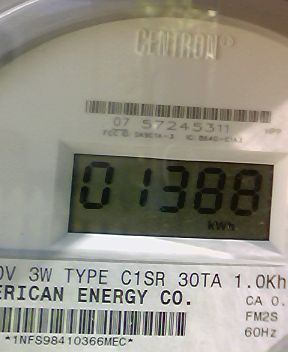 CENTRON®
07 57245311
01388
kWh
0V 3W TYPE C1SR 30TA 1.0Kh
ERICAN ENERGY CO.
CA 0.
FM2S
60Hz
*1NFS98410366MEC*